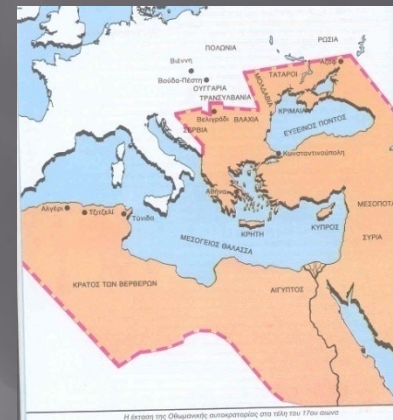 ΠΟΛΩΝΙΑ
ΡΩΣΙΑ
Βιέννη
ΤΑΤΑΡΟΙ
Αζόφ
Βούδα-Πέστη
ΟΥΓΓΑΡΙΑ
ΜΟΛΔΑΒΙΑ
ΤΡΑΝΣΥΛΒΑΝΙΑ
ΚΡΙΜΑΙΑ
Βελιγράδι
ΒΛΑΧΙΑ
ΣΕΡΒΙΑ
ΕΥΞΕΙΝΟΣ ΠΟΝΤΟΣ
Κωνσταντινούπολη
Αθήνα
ΜΕΣΟΠΟΤΑ
Αλγέρι
Τζιτζελί
Τύνιδα
ΚΡΗΤΗ
ΚΥΠΡΟΣ
ΣΥΡΙΑ
ΜΕΣΟΓΕΙΟΣ ΘΑΛΑΣΣΑ
ΚΡΑΤΟΣ ΤΩΝ ΒΕΡΒΕΡΩΝ
ΑΙΓΥΠΤΟΣ
Η έκταση της Οθωμανικής αυτοκρατορίας στα τέλη του 17ου αιώνα